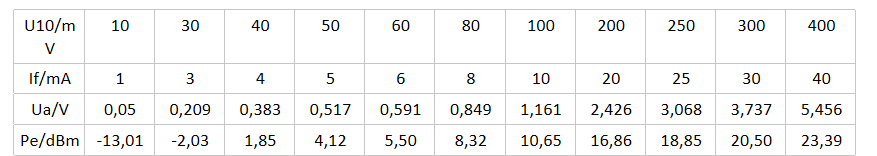 U10/m
V 10 30 40 50 60 80 100 200 250 300 400
If/mA 1 3 4 5 6 8 10 20 25 30 40
Ua/V 0,05 0,209 0,383 0,517 0,591 0,849 1,161 2,426 3,068 3,737 5,456
Pe/dBm -13,01 -2,03 1,85 4,12 5,50 8,32 10,65 16,86 18,85 20,50 23,39